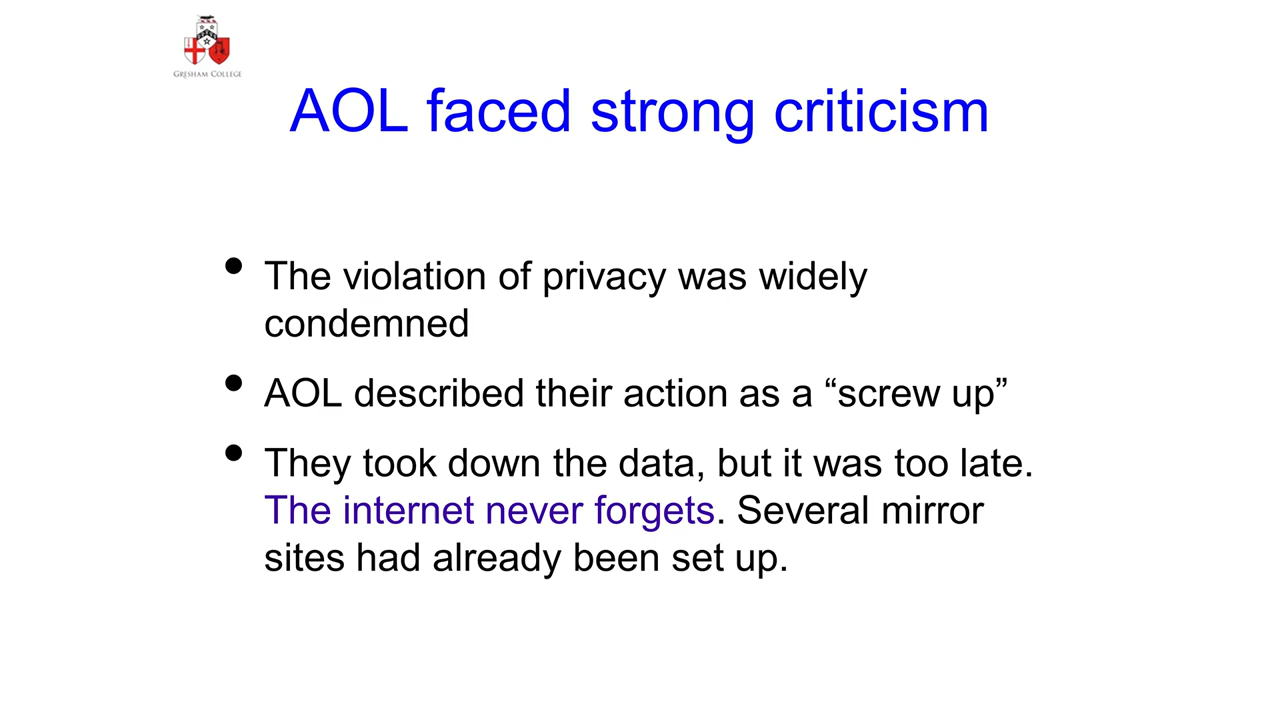 GRESHAM COLLEGE
AOL faced strong criticism
• The violation of privacy was widely
condemned
• AOL described their action as a “screw up”
• They took down the data, but it was too late.
The internet never forgets. Several mirror
sites had already been set up.